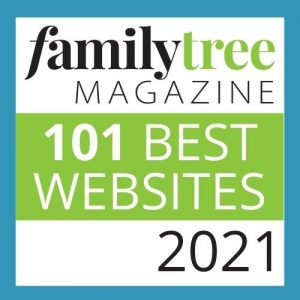 familytree
MAGAZINE
101 BEST
WEBSITES
2021